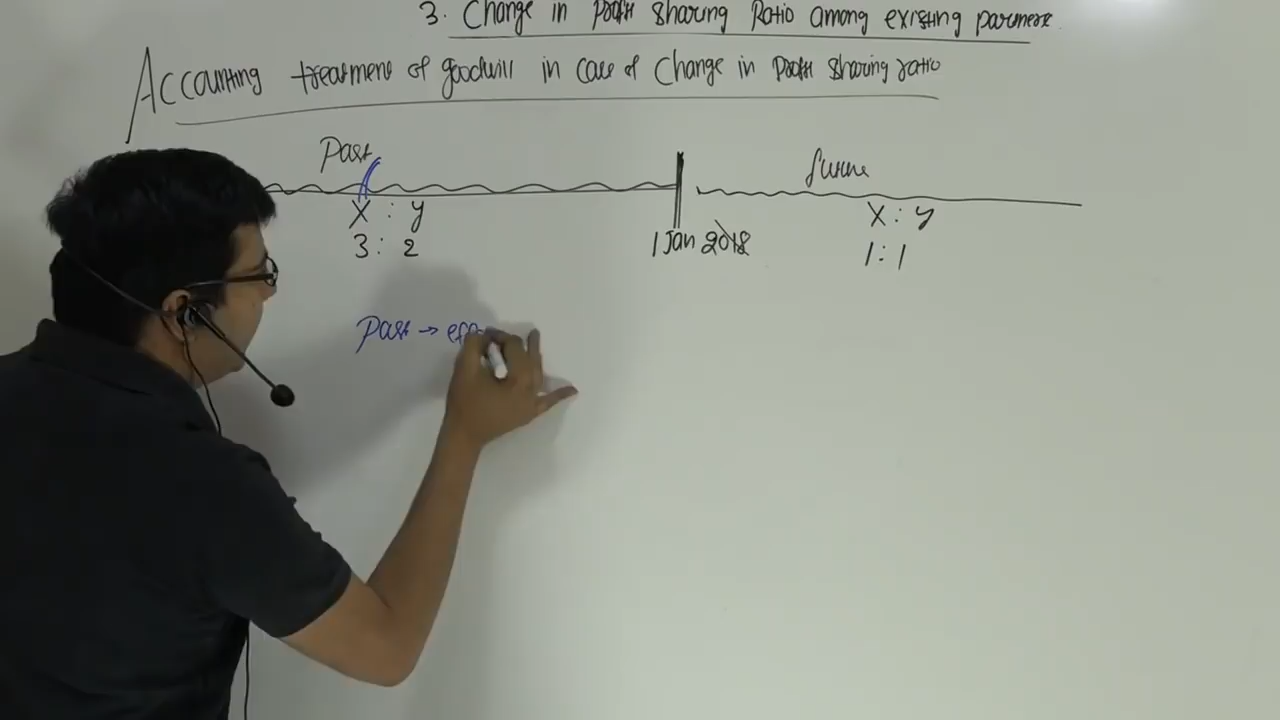 3. Change in Profit Sharing Ratio among existing partners.
Accounting treatment of goodwill in case of Change in Profit sharing ratio
Past
future
X : y
3 : 2
1 Jan 2018
X : y
1 : 1
Past → eff